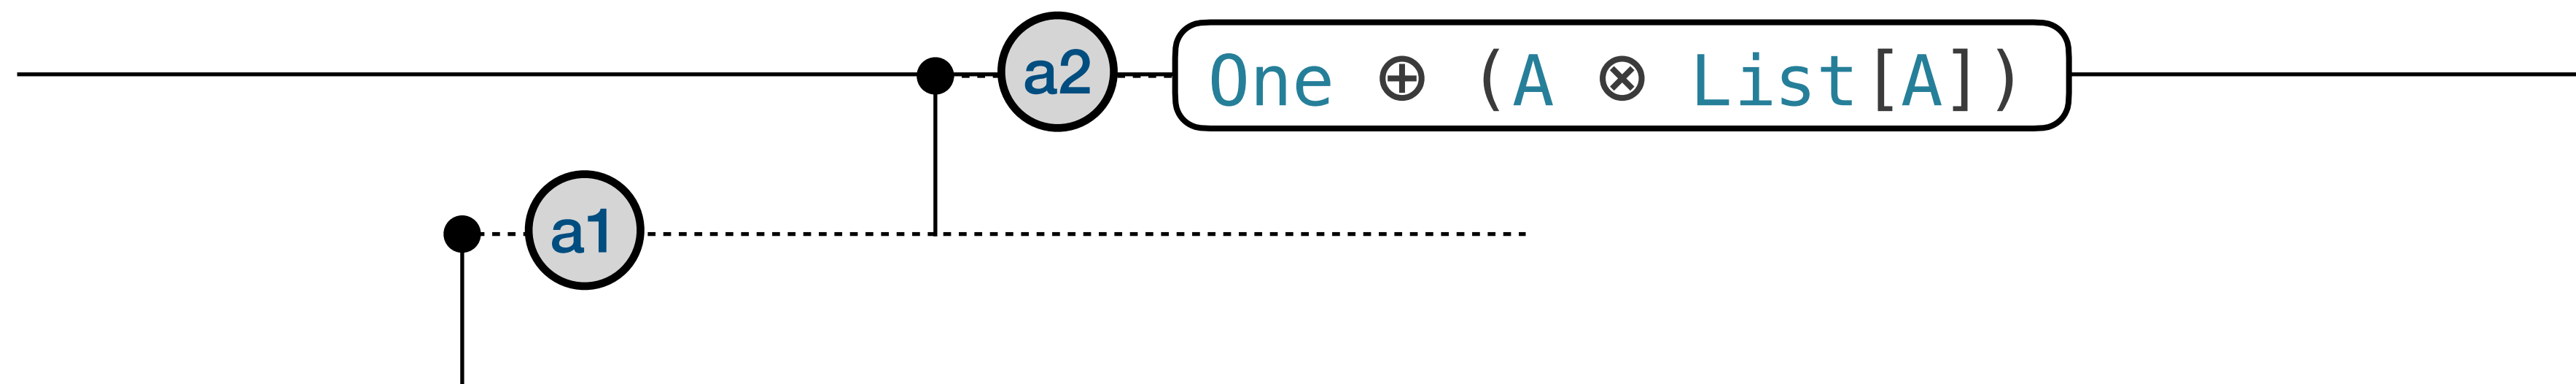 a2 One ⊕ (A ⊗ List[A])
a1